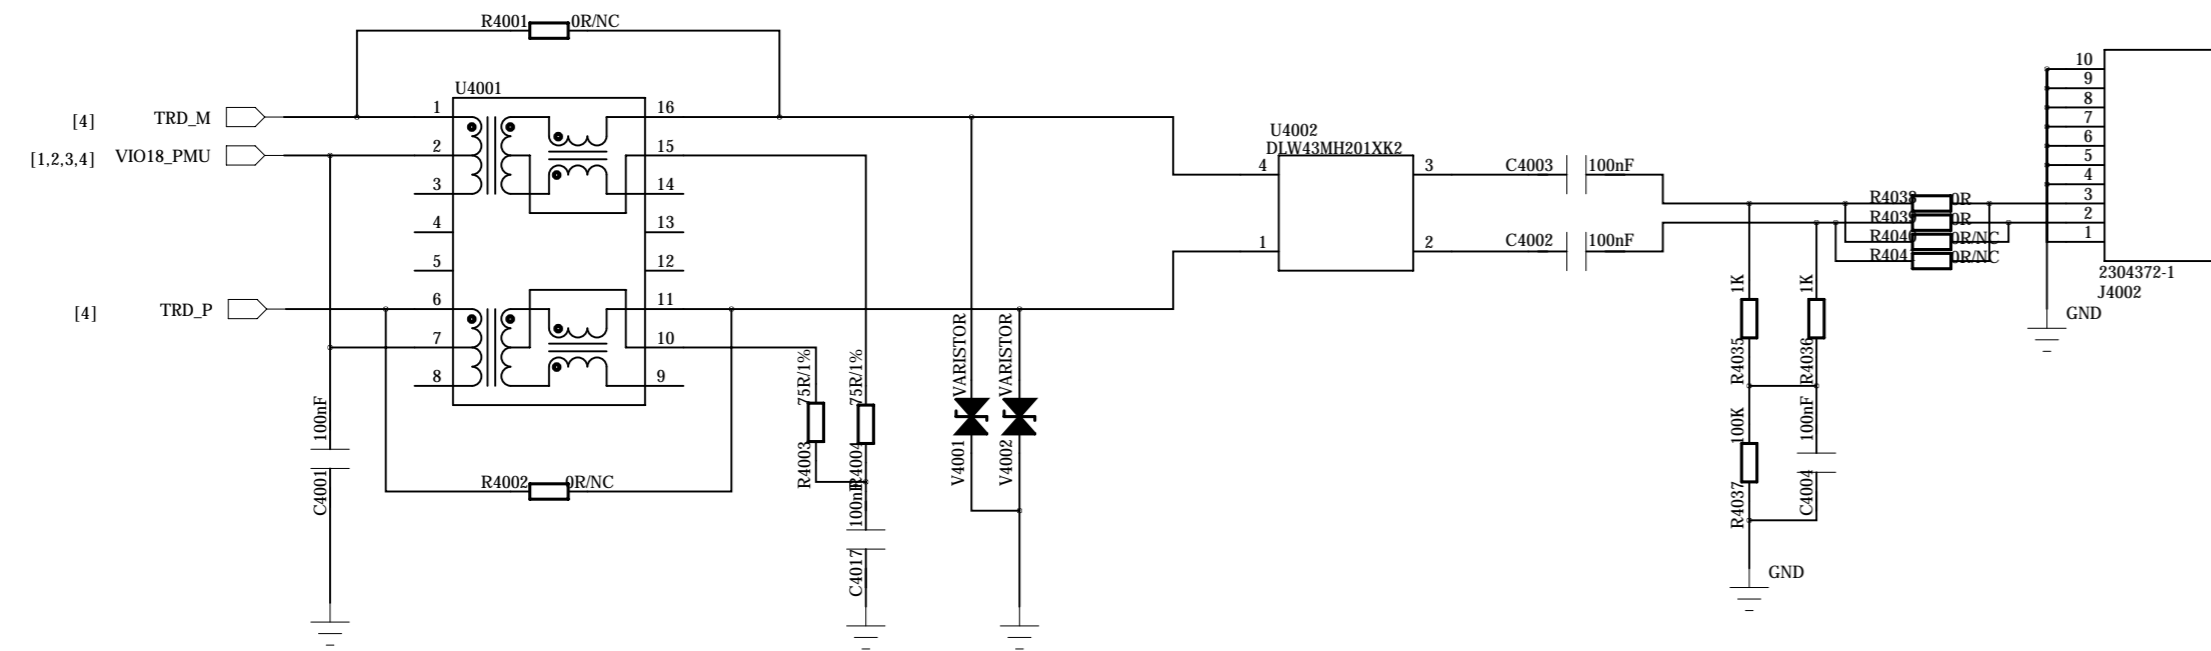 R4001 0R/NC
U4001
[4] TRD_M
[1,2,3,4] VIO18_PMU
[4] TRD_P
1
2
3
4
5
6
7
8
16
15
14
13
12
11
10
9
R4002 0R/NC
C4001 100nF
R4003 75R/1%
R4004 75R/1%
C4017 100nF
V4001 VARISTOR
V4002 VARISTOR
U4002
DLW43MH201XK2
4
1
3
2
C4003 100nF
C4002 100nF
R4035 1K
R4036 1K
R4037 100K
C4004 100nF
GND
R4038 0R
R4039 0R
R4040 0R/NC
R4041 0R/NC
10
9
8
7
6
5
4
3
2
1
2304372-1
J4002
GND